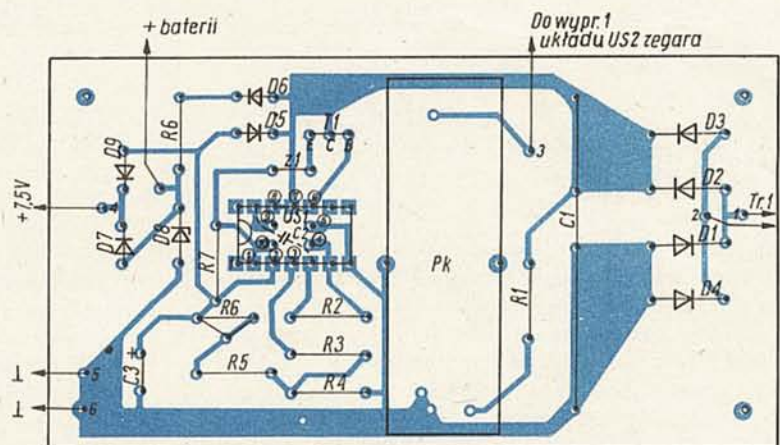 + baterii
Do wypr. 1
układu US2 zegara
D6
D5
R6
D9
T1
E C B
Z1
3
D3
D2
+7,5V
4
US1
C2
C1
2
1
Tr.1
D7
D8
R7
Pk
D1
R1
D4
R6
R2
C3
+
R3
R5
R4
⊥
5
⊥
6